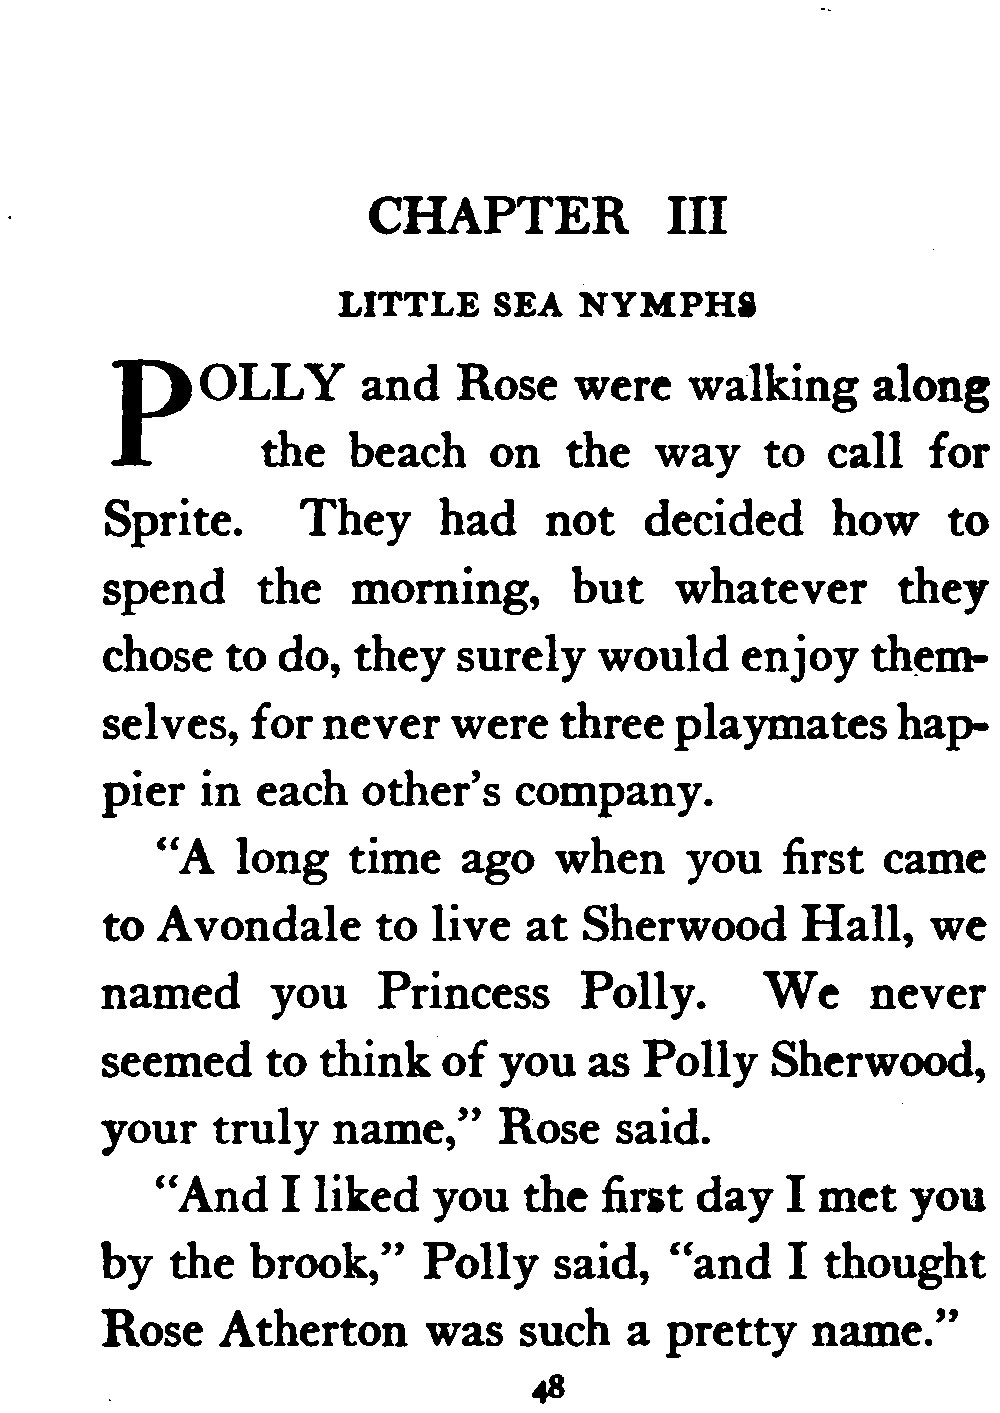 CHAPTER III
LITTLE SEA NYMPHS
POLLY and Rose were walking along
the beach on the way to call for
Sprite. They had not decided how to
spend the morning, but whatever they
chose to do, they surely would enjoy them-
selves, for never were three playmates hap-
pier in each other's company.
"A long time ago when you first came
to Avondale to live at Sherwood Hall, we
named you Princess Polly. We never
seemed to think of you as Polly Sherwood,
your truly name," Rose said.
"And I liked you the first day I met you
by the brook," Polly said, "and I thought
Rose Atherton was such a pretty name."
48